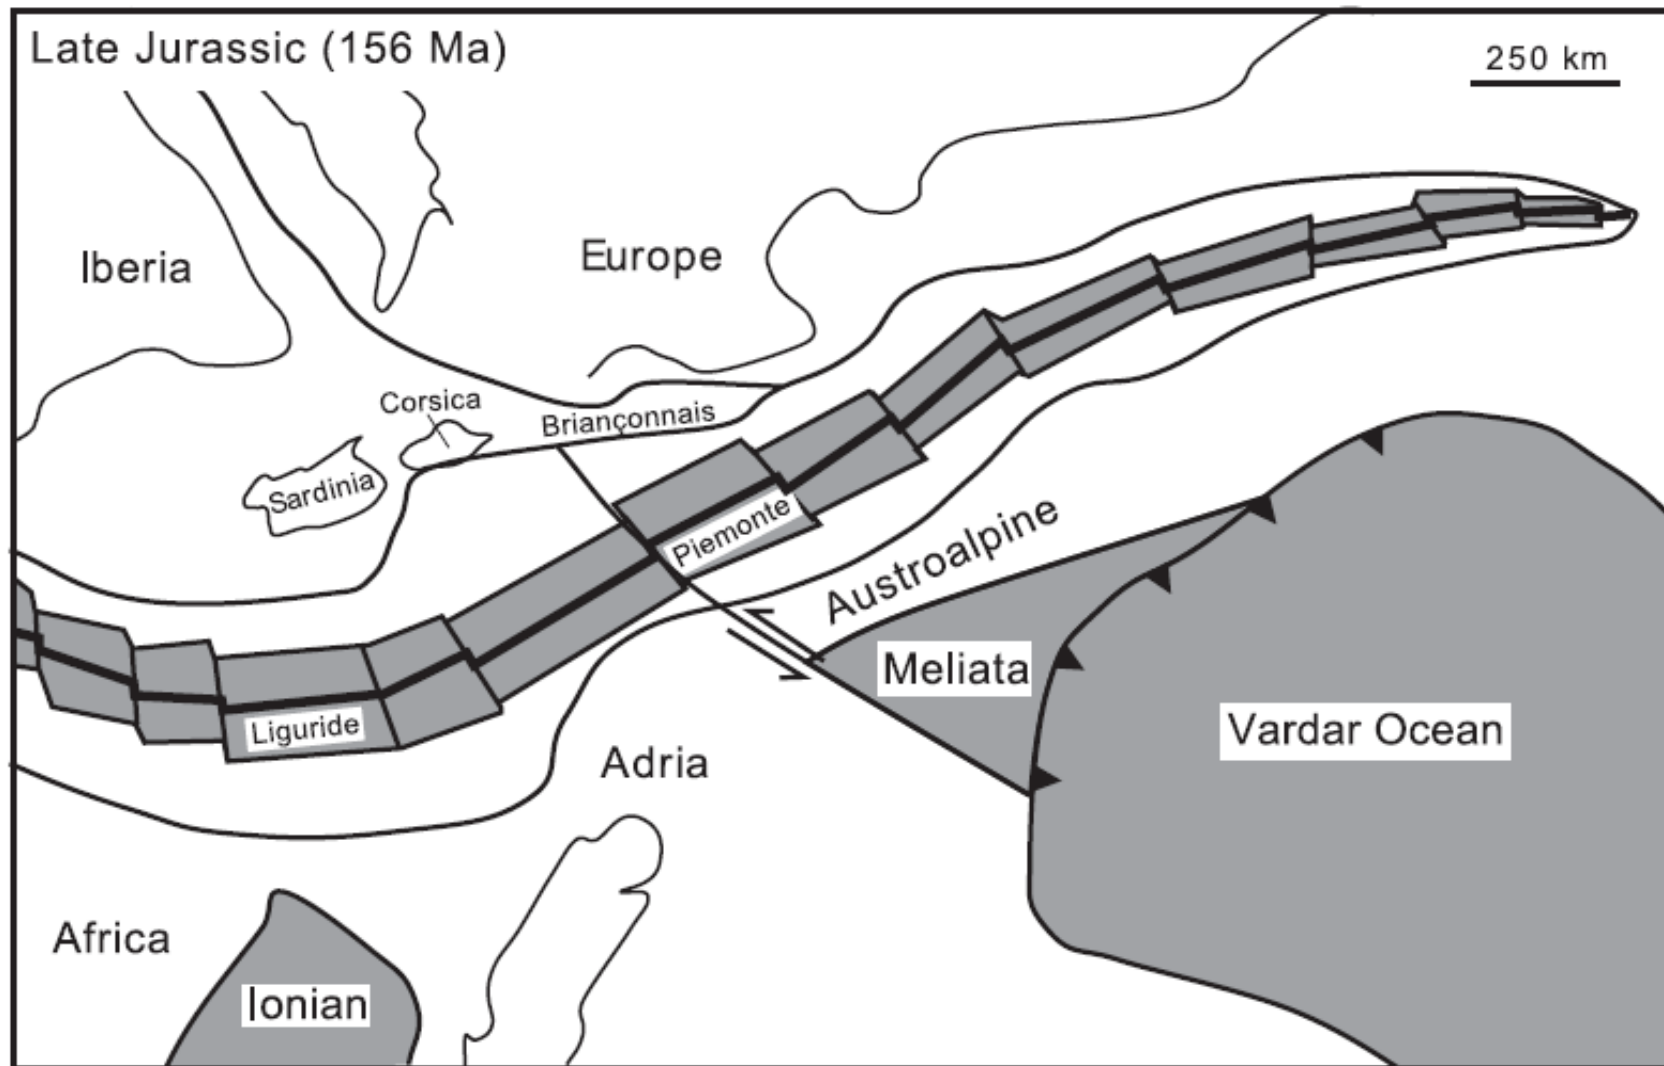 Late Jurassic (156 Ma)
250 km
Iberia
Europe
Corsica
Briançonnais
Sardinia
Piemonte
Austroalpine
Meliata
Liguride
Vardar Ocean
Adria
Africa
Ionian